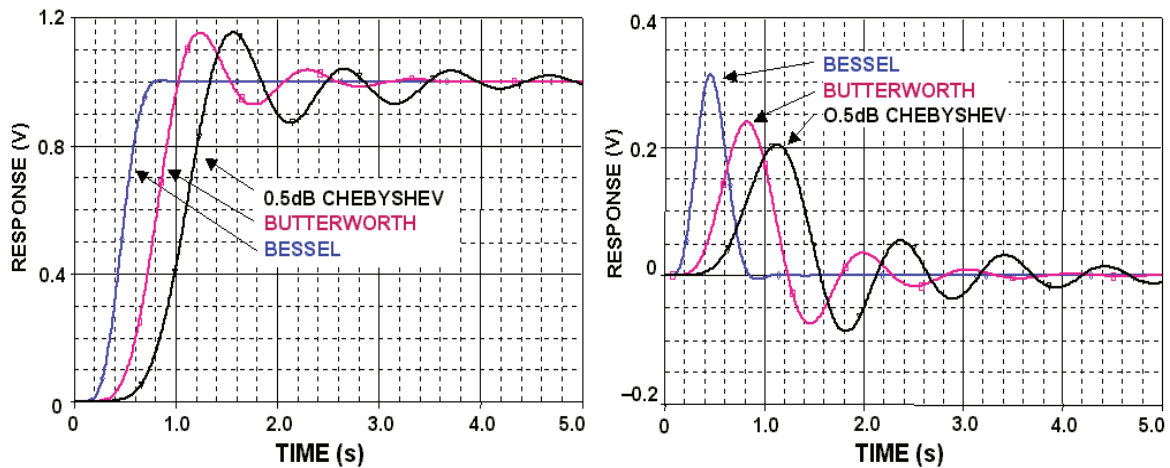 1.2
0.8
0.4
0
RESPONSE (V)
0.5dB CHEBYSHEV
BUTTERWORTH
BESSEL
0
1.0
2.0
3.0
4.0
5.0
TIME (s)
0.4
0.2
0
–0.2
RESPONSE (V)
BESSEL
BUTTERWORTH
O.5dB CHEBYSHEV
0
1.0
2.0
3.0
4.0
5.0
TIME (s)